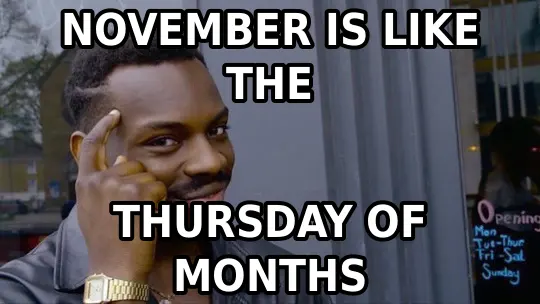 NOVEMBER IS LIKE
THE
THURSDAY OF
MONTHS
Opening
Mon
Tue-Thur
Fri-Sat
Sunday